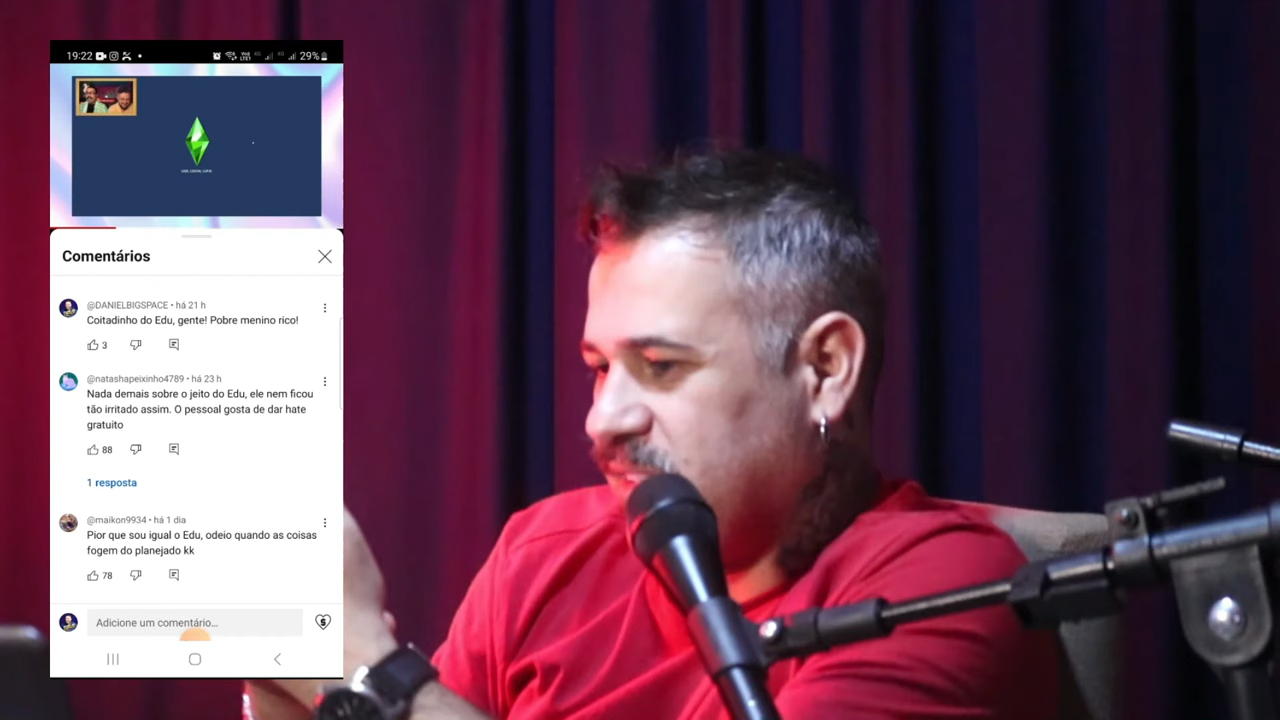 19:22
29%
Comentários
@DANIELBIGSPACE • há 21 h
Coitadinho do Edu, gente! Pobre menino rico!
3
@natashapeixinho4789 • há 23 h
Nada demais sobre o jeito do Edu, ele nem ficou
tão irritado assim. O pessoal gosta de dar hate
gratuito
88
1 resposta
@maikon9934 • há 1 dia
Pior que sou igual o Edu, odeio quando as coisas
fogem do planejado kk
78
Adicione um comentário...